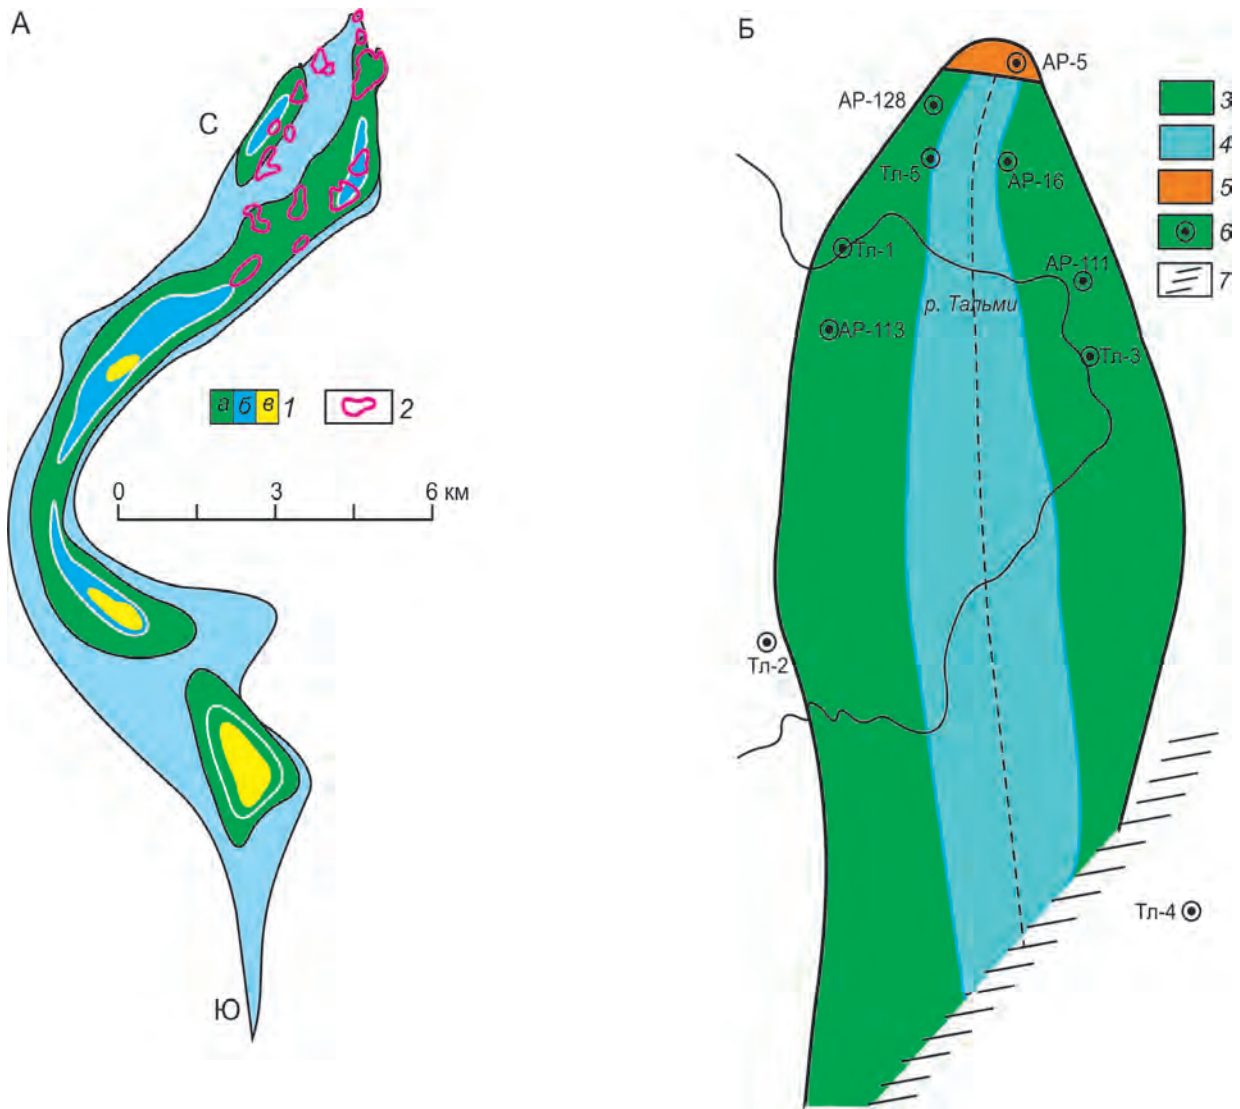 А
С
а б в 1
2
0 3 6 км
Ю
Б
АР-5
АР-128
Тл-5
АР-16
Тл-1
АР-111
р. Тальми
АР-113
Тл-3
Тл-2
Тл-4
3
4
5
6
7